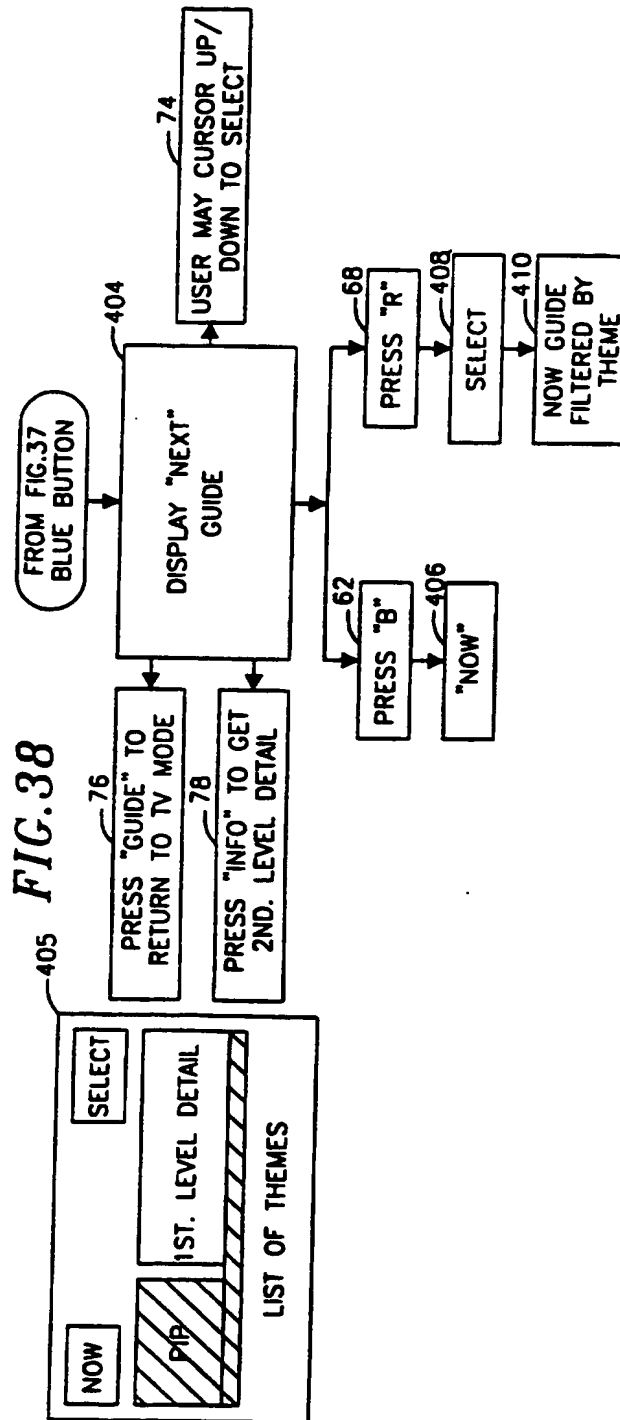 FIG.38
405
NOW
SELECT
PIP
1ST. LEVEL DETAIL
LIST OF THEMES
FROM FIG.37
BLUE BUTTON
404
DISPLAY "NEXT"
GUIDE
76
PRESS "GUIDE" TO
RETURN TO TV MODE
78
PRESS "INFO" TO GET
2ND. LEVEL DETAIL
74
USER MAY CURSOR UP/
DOWN TO SELECT
62
PRESS "B"
406
"NOW"
68
PRESS "R"
408
SELECT
410
NOW GUIDE
FILTERED BY
THEME